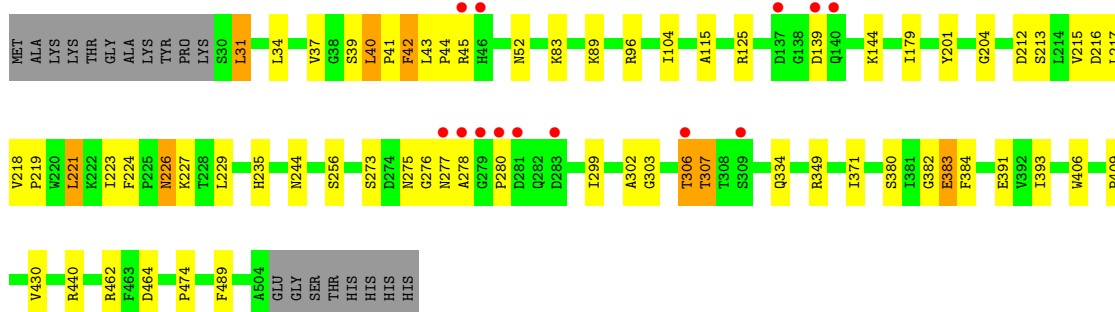 MET ALA LYS LYS THR GLY ALA LYS TYR PRO LYS S30 L31 L34 V37 G38 S39 L40 P41 F42 L43 P44 R45 H46 N52 K83 K89 R96 I104 A115 R125 D137 G138 D139 Q140 K144 I179 Y201 G204 D212 S213 L214 V215 D216 L217
V218 P219 W220 L221 K222 I223 F224 P225 N226 K227 T228 L229 H235 N244 S256 S273 D274 N275 G276 N277 A278 G279 P280 D281 Q282 D283 I299 A302 G303 T306 T307 T308 S309 Q334 R349 I371 S380 I381 G382 E383 F384 E391 V392 I393 W406
V430 R440 R462 F463 D464 P474 F489 A504 GLU GLY SER THR HIS HIS HIS HIS